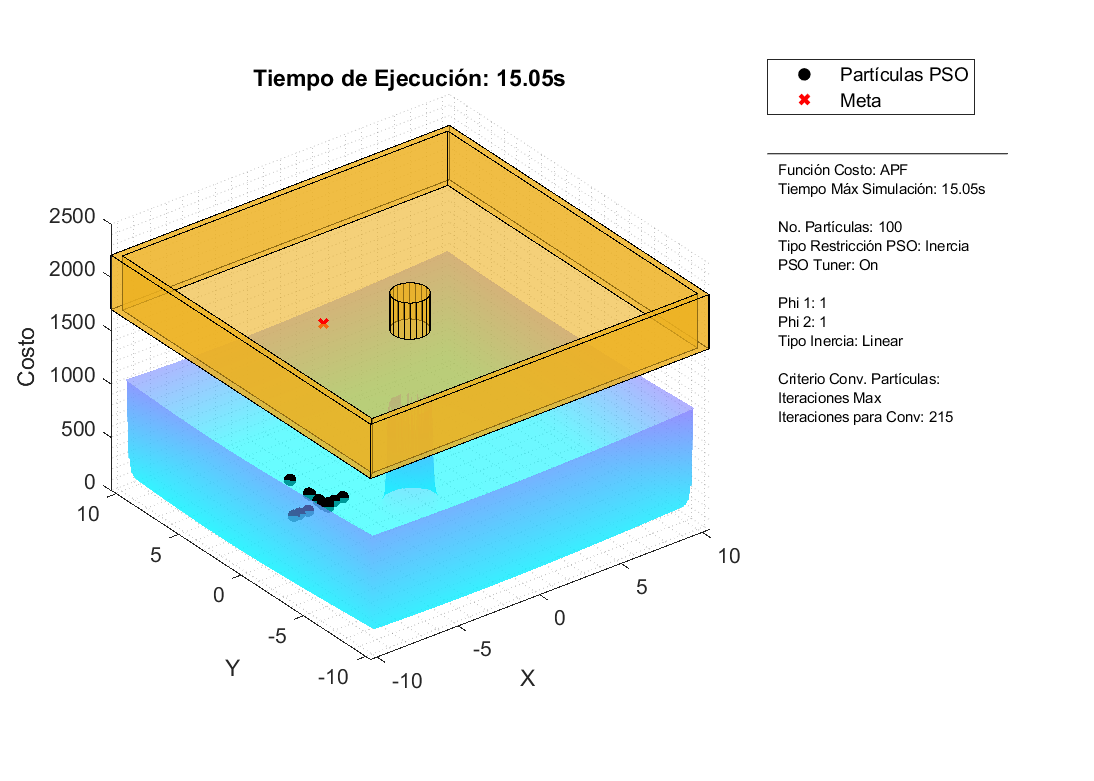 Tiempo de Ejecución: 15.05s
Partículas PSO
Meta
Función Costo: APF
Tiempo Máx Simulación: 15.05s
No. Partículas: 100
Tipo Restricción PSO: Inercia
PSO Tuner: On
Phi 1: 1
Phi 2: 1
Tipo Inercia: Linear
Criterio Conv. Partículas:
Iteraciones Max
Iteraciones para Conv: 215
Costo
2500
2000
1500
1000
500
0
10
5
0
-5
-10
Y
-10
-5
0
5
10
X